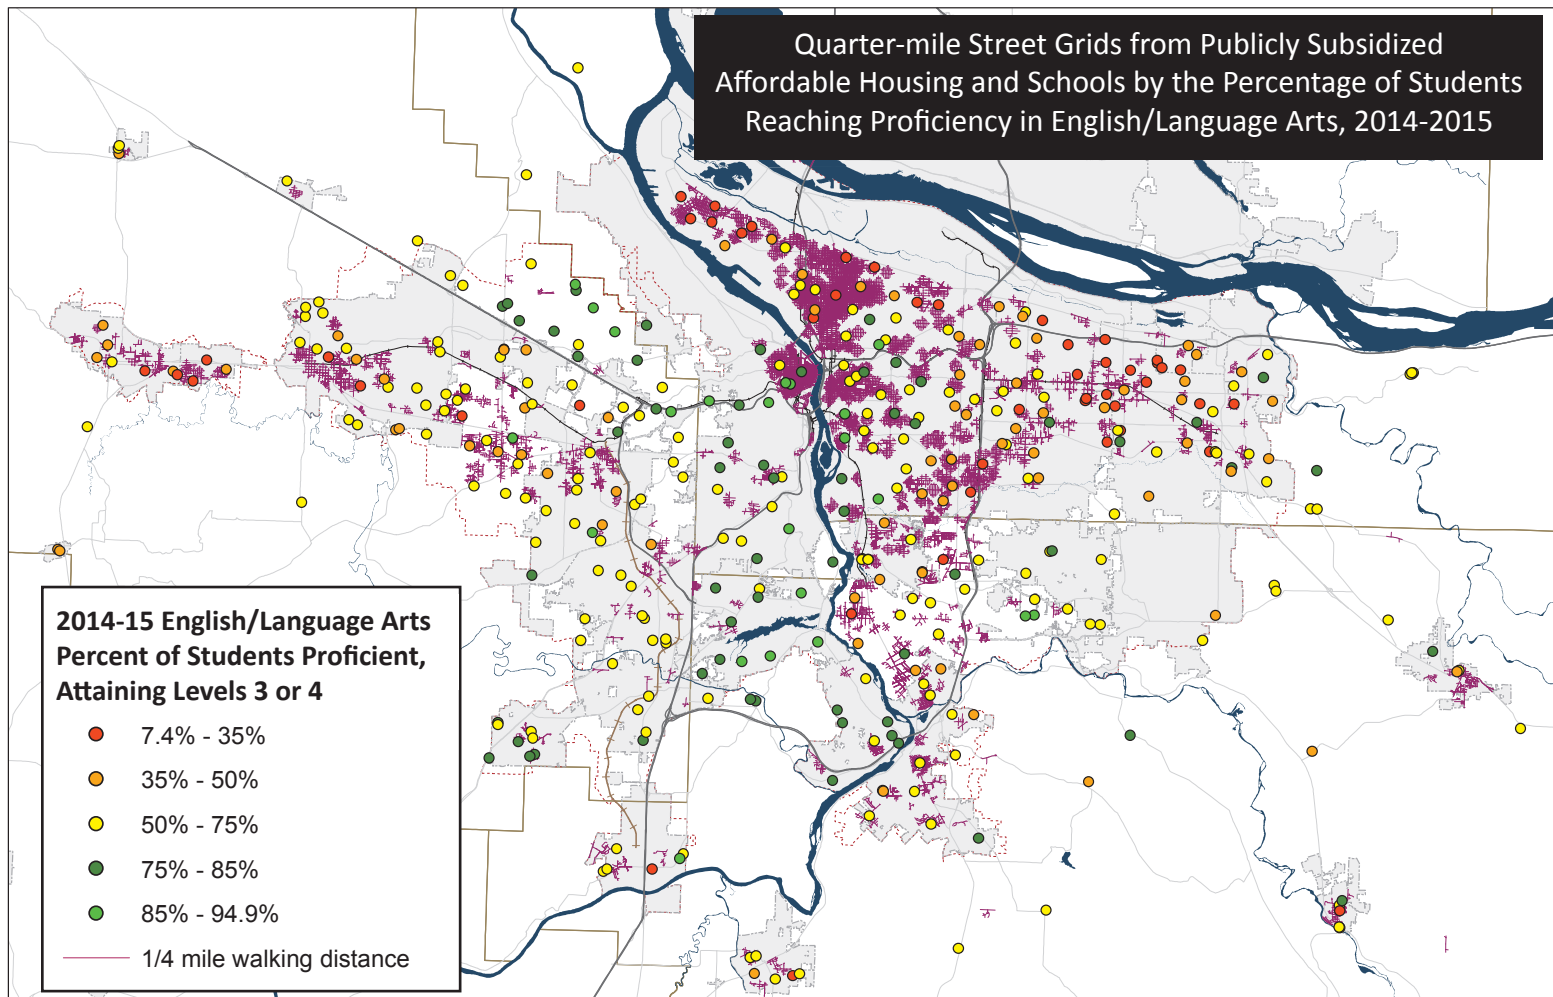 Quarter-mile Street Grids from Publicly Subsidized
Affordable Housing and Schools by the Percentage of Students
Reaching Proficiency in English/Language Arts, 2014-2015
2014-15 English/Language Arts
Percent of Students Proficient,
Attaining Levels 3 or 4
7.4% - 35%
35% - 50%
50% - 75%
75% - 85%
85% - 94.9%
1/4 mile walking distance